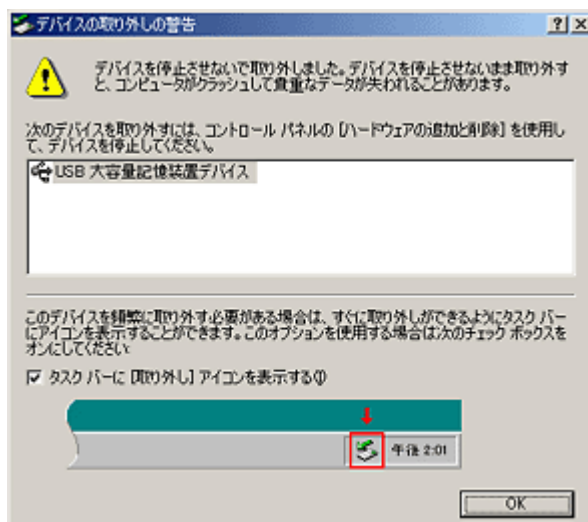 デバイスの取り外しの警告
デバイスを停止させないで取り外しました。デバイスを停止させないまま取り外す
と、コンピュータがクラッシュして貴重なデータが失われることがあります。
次のデバイスを取り外すには、コントロール パネルの [ハードウェアの追加と削除] を使用し
て、デバイスを停止してください。
USB 大容量記憶装置デバイス
このデバイスを頻繁に取り外す必要がある場合は、すぐに取り外しができるようにタスク バー
にアイコンを表示することができます。このオプションを使用する場合は次のチェック ボックスを
オンにしてください:
タスク バーに [取り外し] アイコンを表示する(I)
午後 2:01
OK